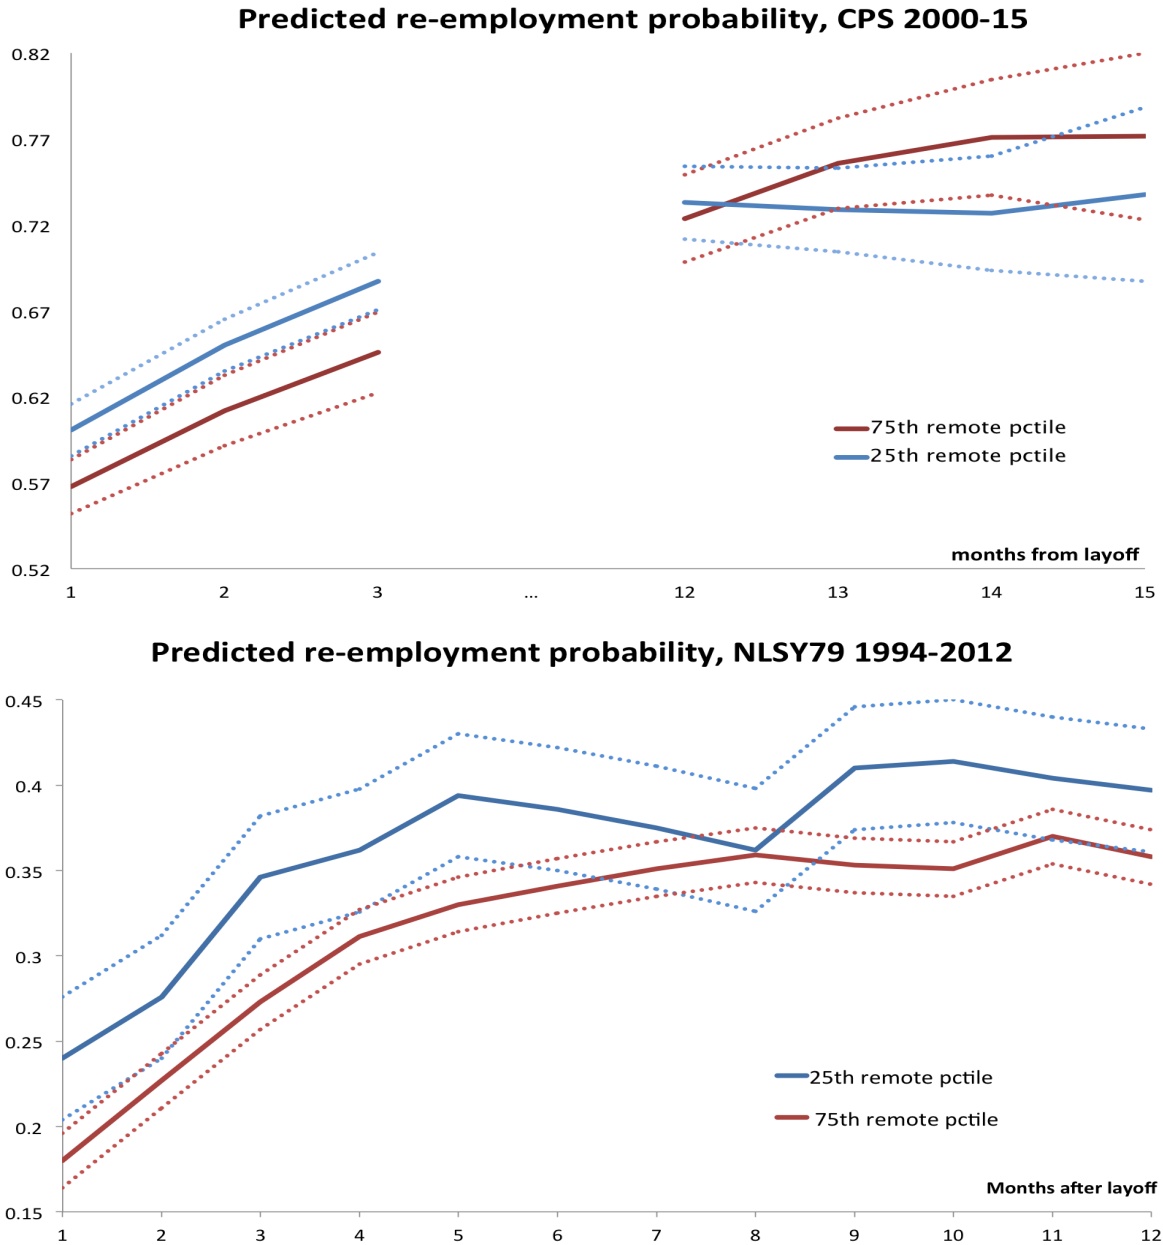 Predicted re-employment probability, CPS 2000-15
0.82
0.77
0.72
0.67
0.62
0.57
0.52
75th remote pctile
25th remote pctile
months from layoff
1 2 3 ... 12 13 14 15
Predicted re-employment probability, NLSY79 1994-2012
0.45
0.4
0.35
0.3
0.25
0.2
0.15
25th remote pctile
75th remote pctile
Months after layoff
1 2 3 4 5 6 7 8 9 10 11 12